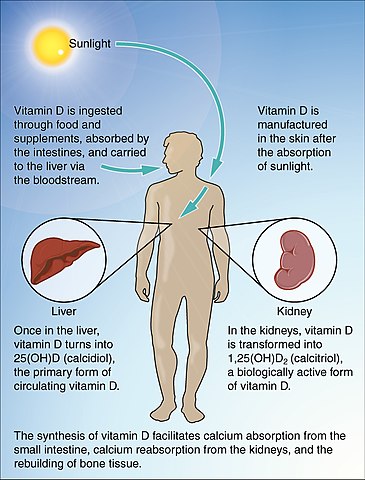 Sunlight
Vitamin D is ingested
through food and
supplements, absorbed by
the intestines, and carried
to the liver via
the bloodstream.
Vitamin D is
manufactured
in the skin after
the absorption
of sunlight.
Liver
Kidney
Once in the liver,
vitamin D turns into
25(OH)D (calcidiol),
the primary form of
circulating vitamin D.
In the kidneys, vitamin D
is transformed into
1,25(OH)D₂ (calcitriol),
a biologically active form
of vitamin D.
The synthesis of vitamin D facilitates calcium absorption from the
small intestine, calcium reabsorption from the kidneys, and the
rebuilding of bone tissue.